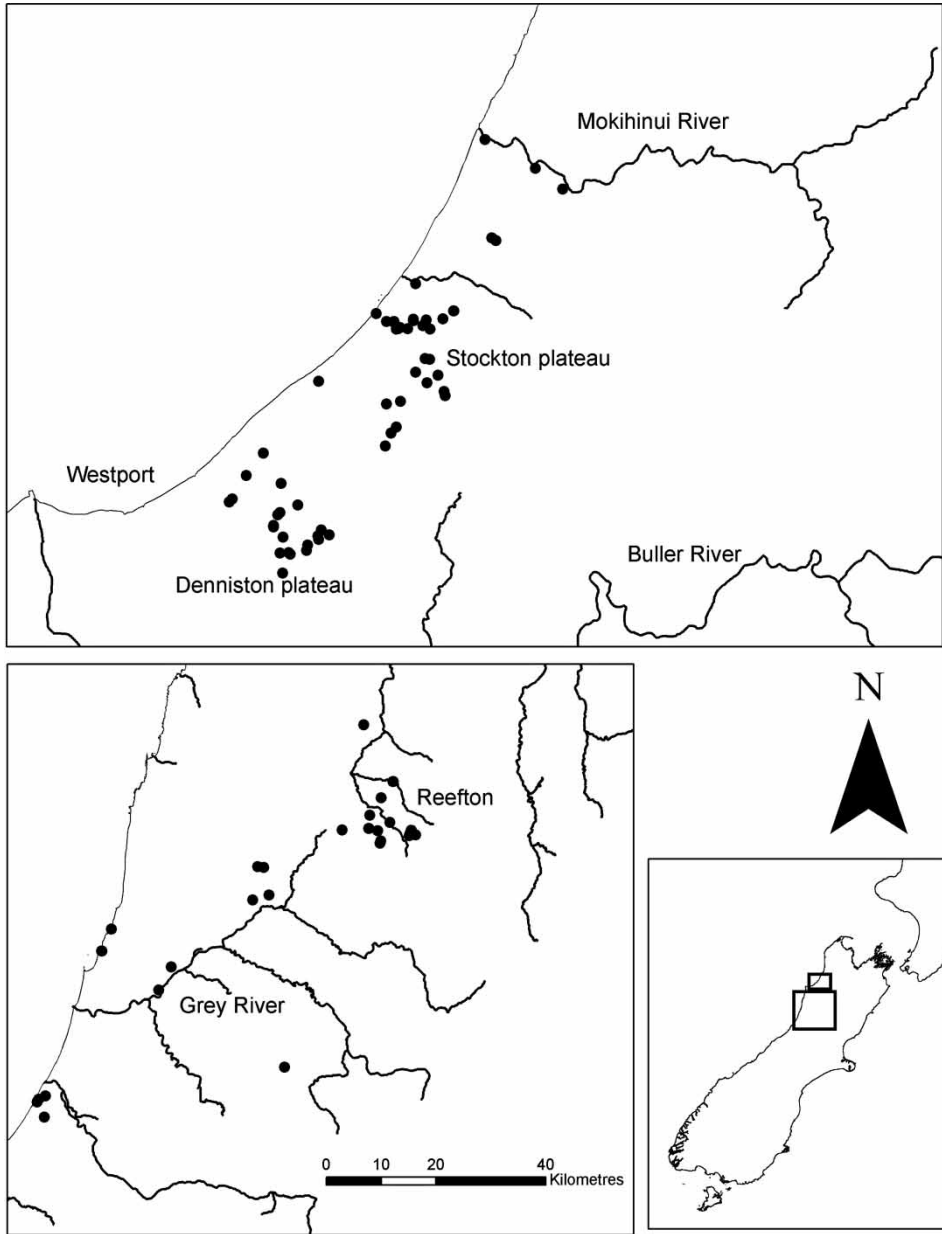 Mokihinui River
Stockton plateau
Westport
Buller River
Denniston plateau
N
Reefton
Grey River
0 10 20 40
Kilometres